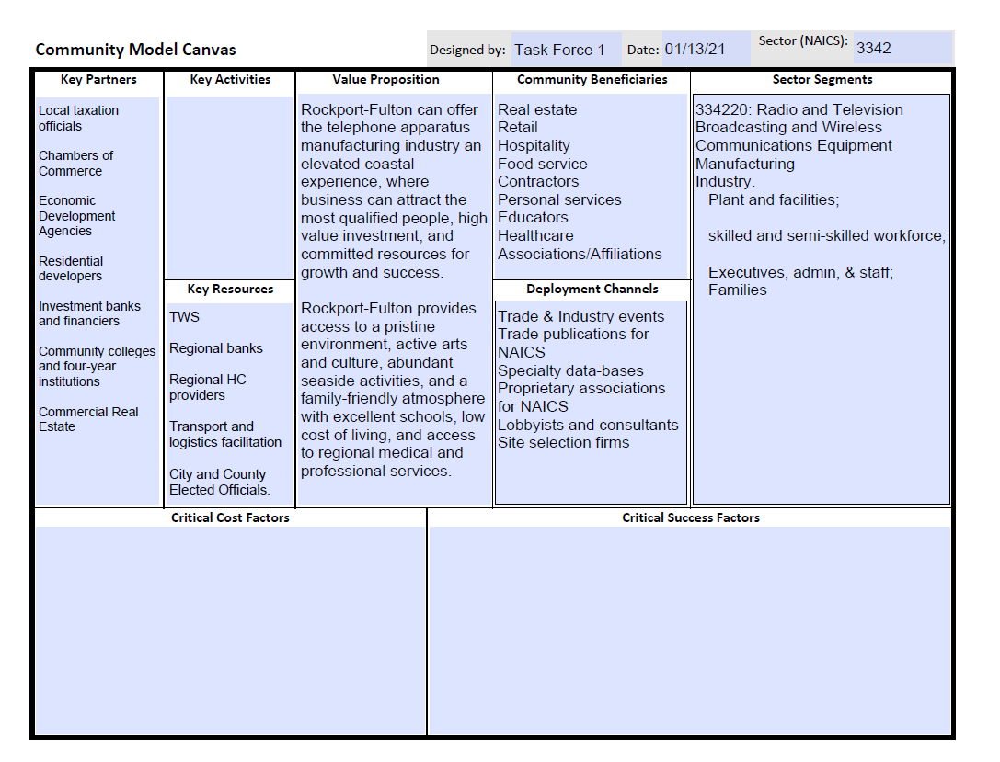 Community Model Canvas
Designed by: Task Force 1 Date: 01/13/21 Sector (NAICS): 3342
Key Partners
Local taxation
officials
Chambers of
Commerce
Economic
Development
Agencies
Residential
developers
Investment banks
and financiers
Community colleges
and four-year
institutions
Commercial Real
Estate
Key Activities
Key Resources
TWS
Regional banks
Regional HC
providers
Transport and
logistics facilitation
City and County
Elected Officials.
Value Proposition
Rockport-Fulton can offer
the telephone apparatus
manufacturing industry an
elevated coastal
experience, where
business can attract the
most qualified people, high
value investment, and
committed resources for
growth and success.
Rockport-Fulton provides
access to a pristine
environment, active arts
and culture, abundant
seaside activities, and a
family-friendly atmosphere
with excellent schools, low
cost of living, and access
to regional medical and
professional services.
Community Beneficiaries
Real estate
Retail
Hospitality
Food service
Contractors
Personal services
Educators
Healthcare
Associations/Affiliations
Deployment Channels
Trade & Industry events
Trade publications for
NAICS
Specialty data-bases
Proprietary associations
for NAICS
Lobbyists and consultants
Site selection firms
Sector Segments
334220: Radio and Television
Broadcasting and Wireless
Communications Equipment
Manufacturing
Industry.
Plant and facilities;
skilled and semi-skilled workforce;
Executives, admin, & staff;
Families
Critical Cost Factors
Critical Success Factors